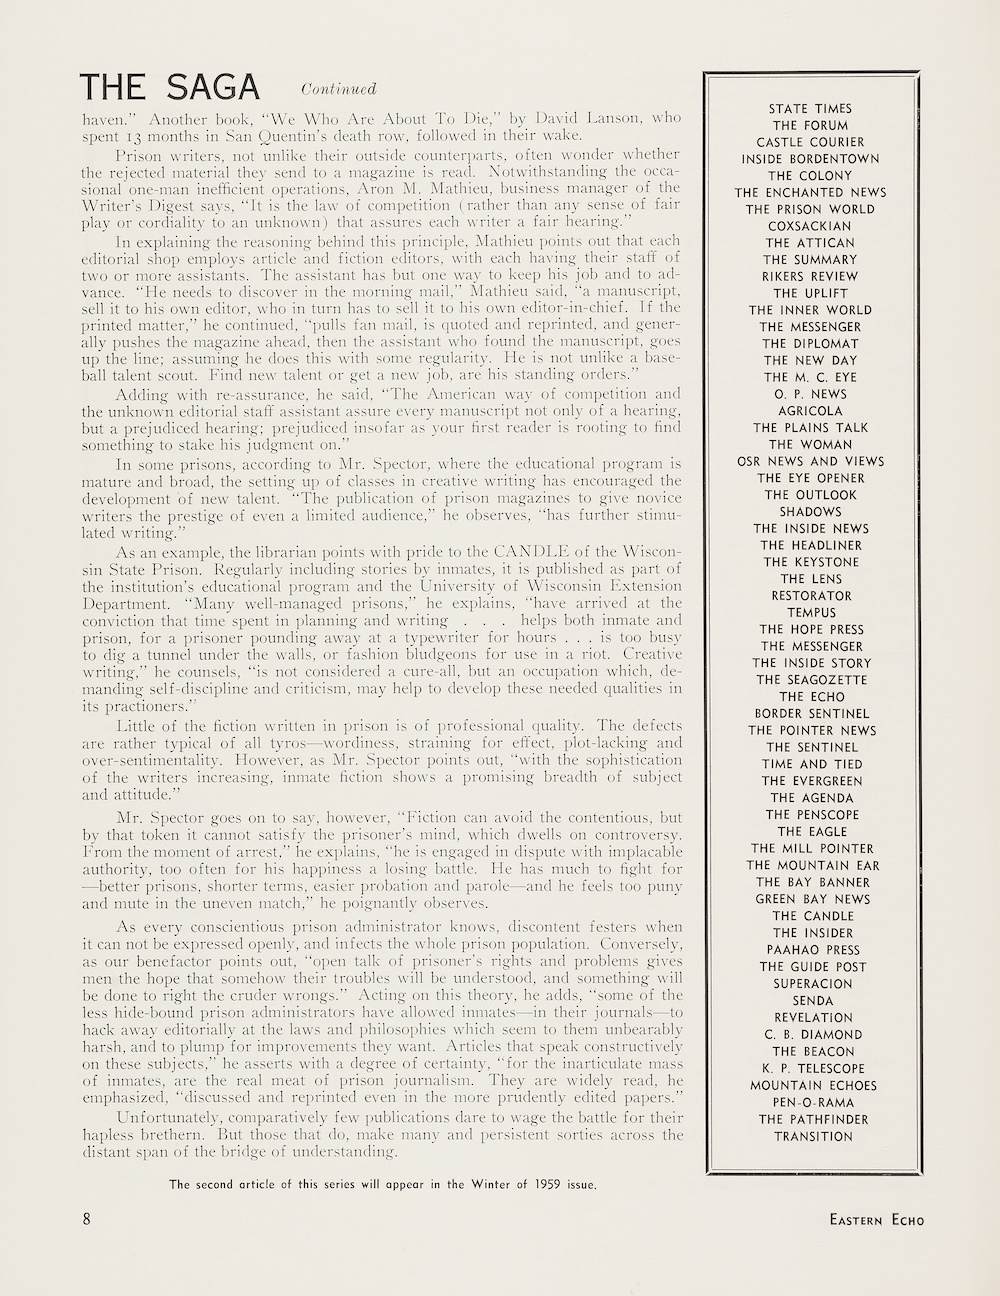 THE SAGA Continued
haven." Another book, "We Who Are About To Die," by David Lanson, who
spent 13 months in San Quentin's death row, followed in their wake.
Prison writers, not unlike their outside counterparts, often wonder whether
the rejected material they send to a magazine is read. Notwithstanding the occa-
sional one-man inefficient operations, Aron M. Mathieu, business manager of the
Writer's Digest says, "It is the law of competition (rather than any sense of fair
play or cordiality to an unknown) that assures each writer a fair hearing."
In explaining the reasoning behind this principle, Mathieu points out that each
editorial shop employs article and fiction editors, with each having their staff of
two or more assistants. The assistant has but one way to keep his job and to ad-
vance. "He needs to discover in the morning mail," Mathieu said, "a manuscript,
sell it to his own editor, who in turn has to sell it to his own editor-in-chief. If the
printed matter," he continued, "pulls fan mail, is quoted and reprinted, and gener-
ally pushes the magazine ahead, then the assistant who found the manuscript, goes
up the line; assuming he does this with some regularity. He is not unlike a base-
ball talent scout. Find new talent or get a new job, are his standing orders."
Adding with re-assurance, he said, "The American way of competition and
the unknown editorial staff assistant assure every manuscript not only of a hearing,
but a prejudiced hearing; prejudiced insofar as your first reader is rooting to find
something to stake his judgment on."
In some prisons, according to Mr. Spector, where the educational program is
mature and broad, the setting up of classes in creative writing has encouraged the
development of new talent. "The publication of prison magazines to give novice
writers the prestige of even a limited audience," he observes, "has further stimu-
lated writing."
As an example, the librarian points with pride to the CANDLE of the Wiscon-
sin State Prison. Regularly including stories by inmates, it is published as part of
the institution's educational program and the University of Wisconsin Extension
Department. "Many well-managed prisons," he explains, "have arrived at the
conviction that time spent in planning and writing . . . helps both inmate and
prison, for a prisoner pounding away at a typewriter for hours . . . is too busy
to dig a tunnel under the walls, or fashion bludgeons for use in a riot. Creative
writing," he counsels, "is not considered a cure-all, but an occupation which, de-
manding self-discipline and criticism, may help to develop these needed qualities in
its practioners."
Little of the fiction written in prison is of professional quality. The defects
are rather typical of all tyros—wordiness, straining for effect, plot-lacking and
over-sentimentality. However, as Mr. Spector points out, "with the sophistication
of the writers increasing, inmate fiction shows a promising breadth of subject
and attitude."
Mr. Spector goes on to say, however, "Fiction can avoid the contentious, but
by that token it cannot satisfy the prisoner's mind, which dwells on controversy.
From the moment of arrest," he explains, "he is engaged in dispute with implacable
authority, too often for his happiness a losing battle. He has much to fight for
—better prisons, shorter terms, easier probation and parole—and he feels too puny
and mute in the uneven match," he poignantly observes.
As every conscientious prison administrator knows, discontent festers when
it can not be expressed openly, and infects the whole prison population. Conversely,
as our benefactor points out, "open talk of prisoner's rights and problems gives
men the hope that somehow their troubles will be understood, and something will
be done to right the cruder wrongs." Acting on this theory, he adds, "some of the
less hide-bound prison administrators have allowed inmates—in their journals—to
hack away editorially at the laws and philosophies which seem to them unbearably
harsh, and to plump for improvements they want. Articles that speak constructively
on these subjects," he asserts with a degree of certainty, "for the inarticulate mass
of inmates, are the real meat of prison journalism. They are widely read, he
emphasized, "discussed and reprinted even in the more prudently edited papers."
Unfortunately, comparatively few publications dare to wage the battle for their
hapless brethern. But those that do, make many and persistent sorties across the
distant span of the bridge of understanding.
The second article of this series will appear in the Winter of 1959 issue.
STATE TIMES
THE FORUM
CASTLE COURIER
INSIDE BORDENTOWN
THE COLONY
THE ENCHANTED NEWS
THE PRISON WORLD
COXSACKIAN
THE ATTICAN
THE SUMMARY
RIKERS REVIEW
THE UPLIFT
THE INNER WORLD
THE MESSENGER
THE DIPLOMAT
THE NEW DAY
THE M. C. EYE
O. P. NEWS
AGRICOLA
THE PLAINS TALK
THE WOMAN
OSR NEWS AND VIEWS
THE EYE OPENER
THE OUTLOOK
SHADOWS
THE INSIDE NEWS
THE HEADLINER
THE KEYSTONE
THE LENS
RESTORATOR
TEMPUS
THE HOPE PRESS
THE MESSENGER
THE INSIDE STORY
THE SEAGOZETTE
THE ECHO
BORDER SENTINEL
THE POINTER NEWS
THE SENTINEL
TIME AND TIED
THE EVERGREEN
THE AGENDA
THE PENSCOPE
THE EAGLE
THE MILL POINTER
THE MOUNTAIN EAR
THE BAY BANNER
GREEN BAY NEWS
THE CANDLE
THE INSIDER
PAAHAO PRESS
THE GUIDE POST
SUPERACION
SENDA
REVELATION
C. B. DIAMOND
THE BEACON
K. P. TELESCOPE
MOUNTAIN ECHOES
PEN-O-RAMA
THE PATHFINDER
TRANSITION
8
EASTERN ECHO